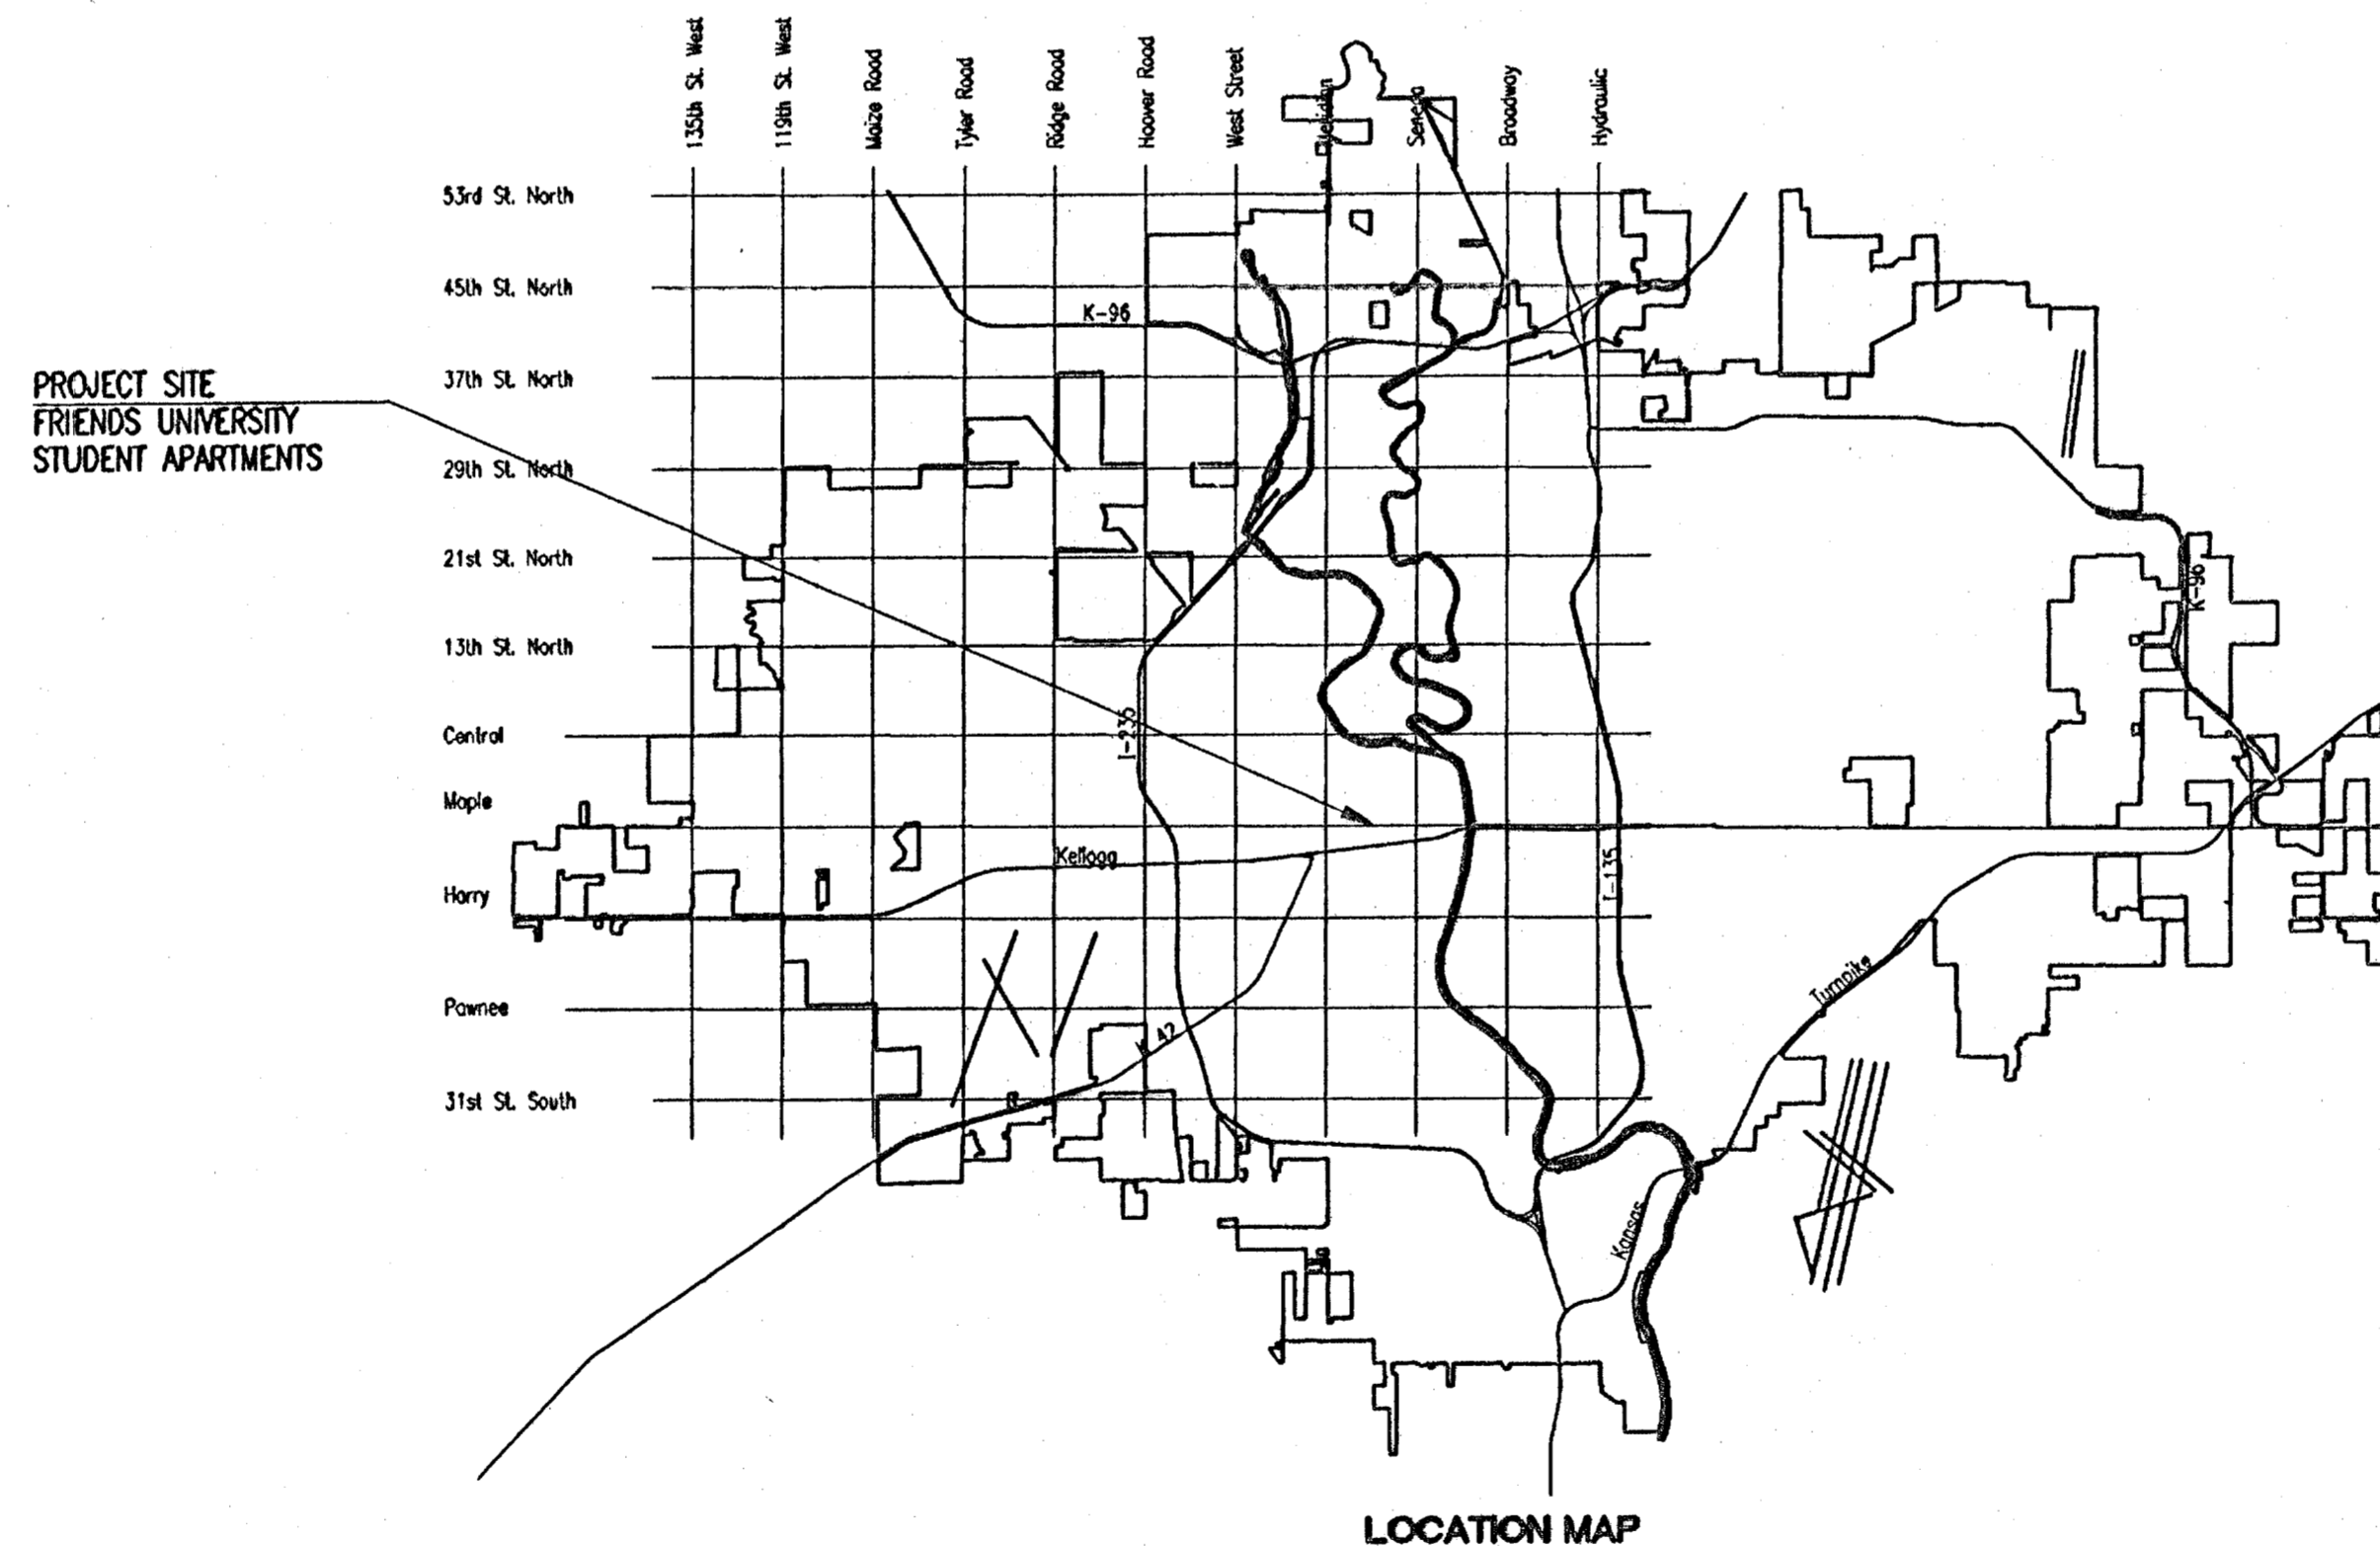 135th St. West
119th St. West
Maize Road
Tyler Road
Ridge Road
Hoover Road
West Street
Meridian
Seneca
Broadway
Hydraulic
53rd St. North
45th St. North
K-96
37th St. North
PROJECT SITE
FRIENDS UNIVERSITY
STUDENT APARTMENTS
29th St. North
21st St. North
K-96
13th St. North
I-235
Central
Maple
Kellogg
I-135
Harry
Turnpike
Pawnee
K 42
31st St. South
Kansas
LOCATION MAP